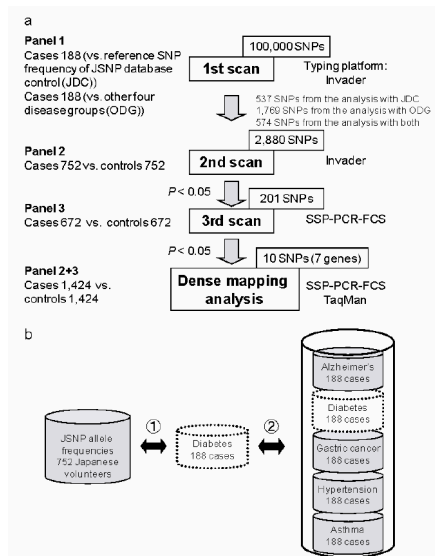 a
Panel 1
Cases 188 (vs. reference SNP
frequency of JSNP database
control (JDC))
Cases 188 (vs. other four
disease groups (ODG))
100,000 SNPs
1st scan
Typing platform:
Invader
537 SNPs from the analysis with JDC
1,769 SNPs from the analysis with ODG
574 SNPs from the analysis with both
2,880 SNPs
Panel 2
Cases 752 vs. controls 752
2nd scan
Invader
P < 0.05
201 SNPs
Panel 3
Cases 672 vs. controls 672
3rd scan
SSP-PCR-FCS
P < 0.05
10 SNPs (7 genes)
Panel 2+3
Cases 1,424 vs.
controls 1,424
Dense mapping
analysis
SSP-PCR-FCS
TaqMan
b
JSNP allele
frequencies
752 Japanese
volunteers
①
Diabetes
188 cases
②
Alzheimer's
188 cases
Diabetes
188 cases
Gastric cancer
188 cases
Hypertension
188 cases
Asthma
188 cases